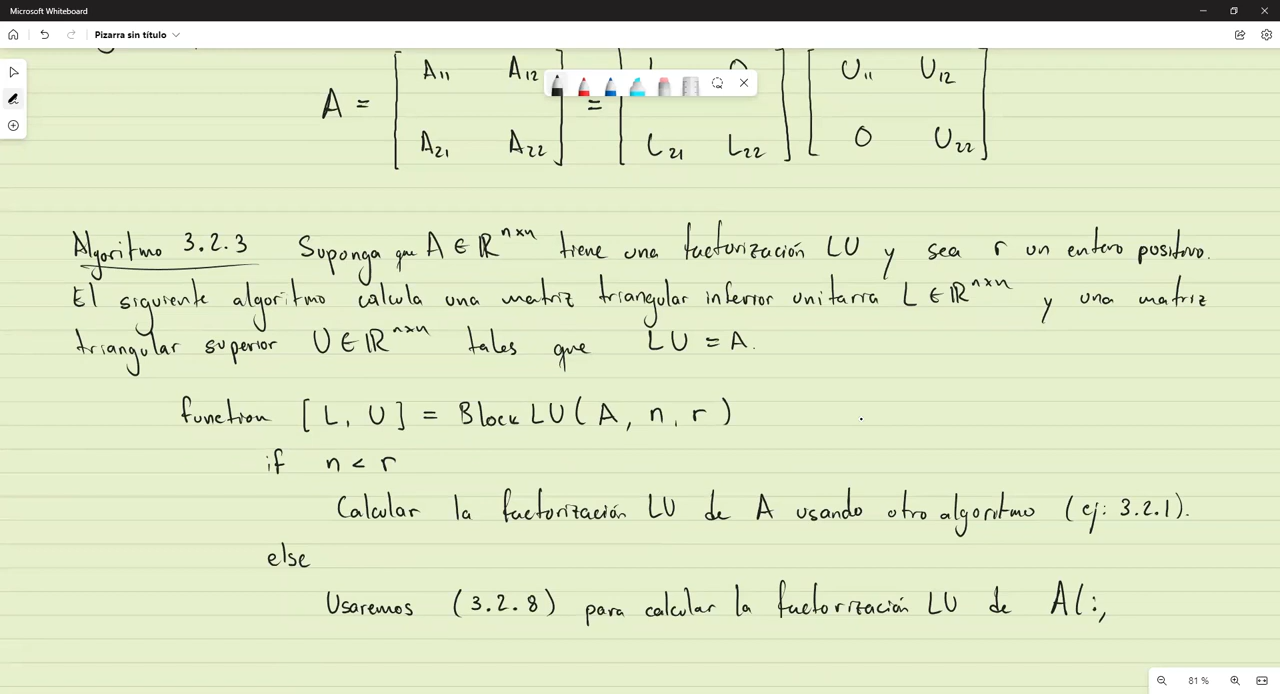 Microsoft Whiteboard
Pizarra sin título
A = [ A11 A12 = 0 ] [ U11 U12
A21 A22 ] [ L21 L22 ] 0 U22 ]
Algoritmo 3.2.3 Suponga que A ∈ ℝ^{n×n} tiene una factorización LU y sea r un entero positivo.
El siguiente algoritmo calcula una matriz triangular inferior unitarra L ∈ ℝ^{n×n} y una matriz
triangular superior U ∈ ℝ^{n×n} tales que LU = A.
function [L, U] = Block LU(A, n, r)
if n < r
Calcular la factorización LU de A usando otro algoritmo (ej: 3.2.1).
else
Usaremos (3.2.8) para calcular la factorización LU de A(:,
81 %